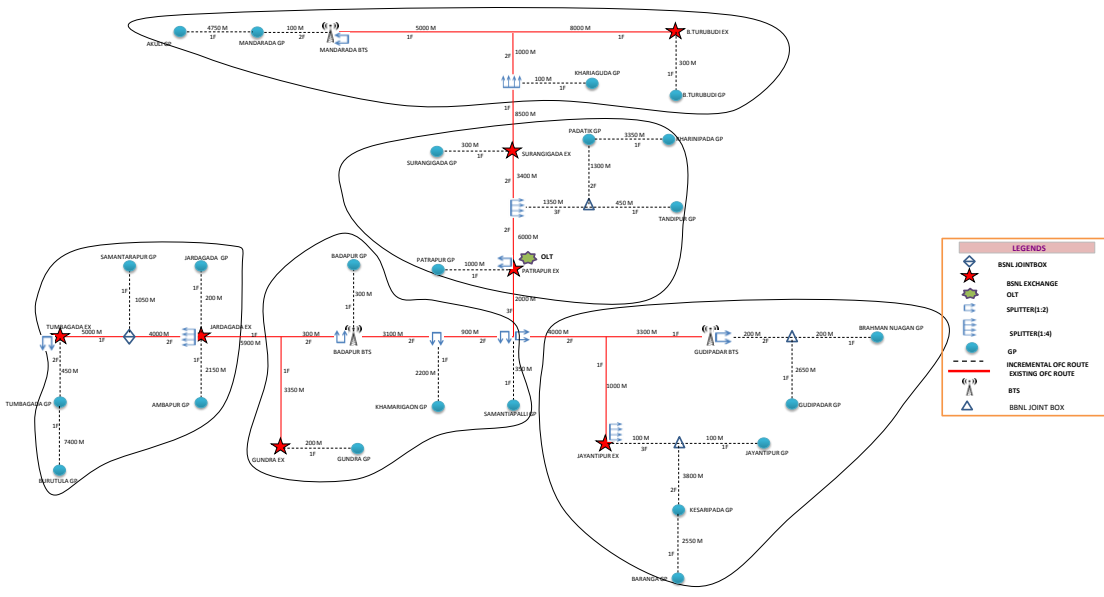 4750 M
100 M
5000 M
8000 M
AKULI GP
1F
MANDARADA GP
2F
MANDARADA BTS
1F
1F
B.TURUBUDI EX
2F
1000 M
300 M
1F
100 M
KHARIAGUDA GP
1F
B.TURUBUDI GP
1F
8500 M
PADATIK GP
3350 M
KHARINIPADA GP
1F
300 M
1F
SURANGIGADA GP
SURANGIGADA EX
2F
3400 M
1300 M
2F
1350 M
3F
450 M
1F
TANDIPUR GP
2F
6000 M
OLT
PATRAPUR GP
1000 M
1F
PATRAPUR EX
3F
2000 M
SAMANTARAPUR GP
JARDAGADA GP
BADAPUR GP
1F
1050 M
1F
200 M
1F
300 M
TUMBAGADA EX
5000 M
1F
4000 M
2F
JARDAGADA EX
1F
5900 M
300 M
2F
BADAPUR BTS
3100 M
2F
900 M
2F
4000 M
2F
3300 M
1F
GUDIPADAR BTS
200 M
2F
200 M
1F
BRAHMAN NUAGAN GP
2F
450 M
1F
2150 M
1F
3350 M
2200 M
1F
350 M
1F
1F
1000 M
2650 M
1F
TUMBAGADA GP
AMBAPUR GP
KHAMARIGAON GP
SAMANTIAPALLI GP
GUDIPADAR GP
1F
7400 M
BURUTULA GP
GUNDRA EX
200 M
1F
GUNDRA GP
JAYANTIPUR EX
100 M
3F
100 M
1F
JAYANTIPUR GP
3800 M
2F
KESARIPADA GP
2550 M
1F
BARANGA GP
LEGENDS
BSNL JOINTBOX
BSNL EXCHANGE
OLT
SPLITTER(1:2)
SPLITTER(1:4)
GP
INCREMENTAL OFC ROUTE
EXISTING OFC ROUTE
BTS
BBNL JOINT BOX